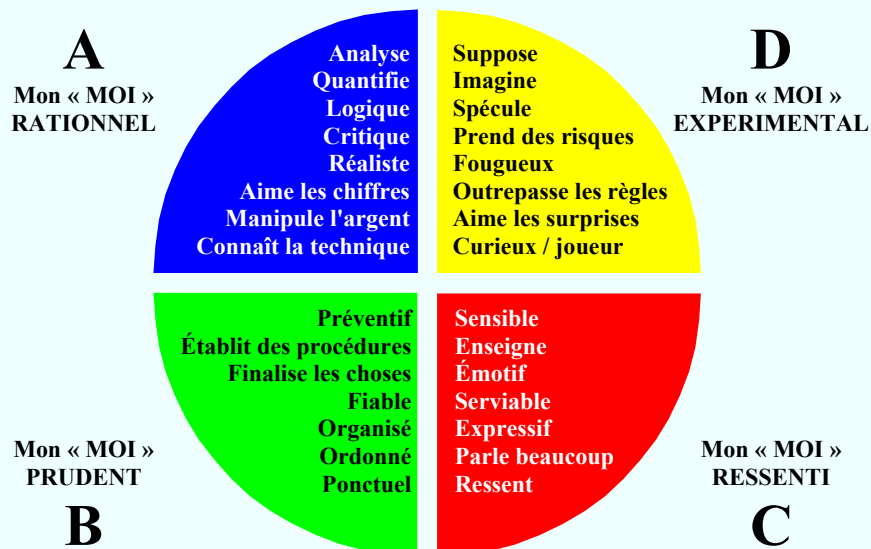 A
Mon « MOI »
RATIONNEL
Analyse
Quantifie
Logique
Critique
Réaliste
Aime les chiffres
Manipule l'argent
Connaît la technique
Suppose
Imagine
Spécule
Prend des risques
Fougueux
Outrepasse les règles
Aime les surprises
Curieux / joueur
D
Mon « MOI »
EXPERIMENTAL
Préventif
Établit des procédures
Finalise les choses
Fiable
Organisé
Ordonné
Ponctuel
Mon « MOI »
PRUDENT
B
Sensible
Enseigne
Émotif
Serviable
Expressif
Parle beaucoup
Ressent
Mon « MOI »
RESSENTI
C